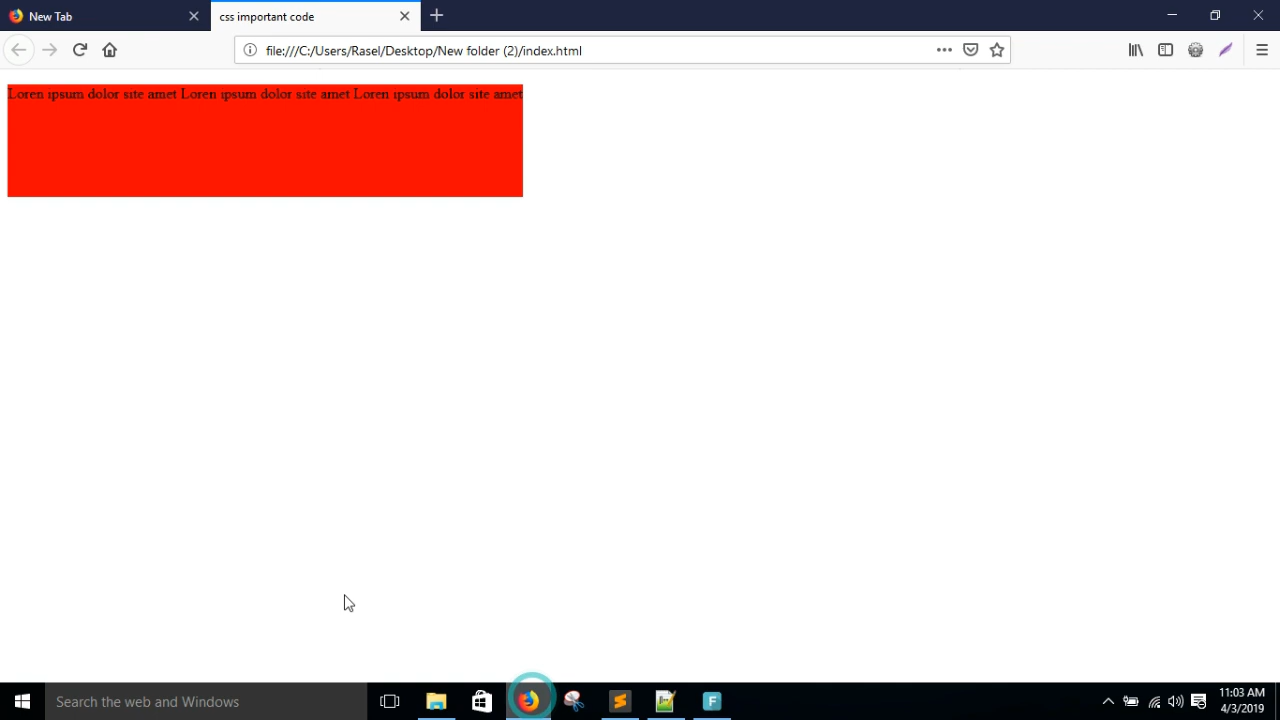 New Tab
css important code
file:///C:/Users/Rasel/Desktop/New folder (2)/index.html
Loren ipsum dolor site amet Loren ipsum dolor site amet Loren ipsum dolor site amet
Search the web and Windows
F
11:03 AM
4/3/2019